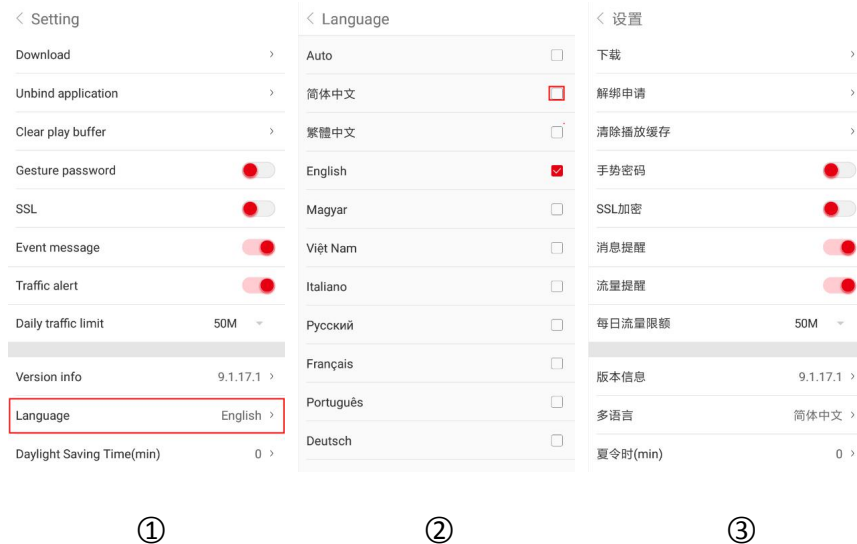 Setting
Download
Unbind application
Clear play buffer
Gesture password
SSL
Event message
Traffic alert
Daily traffic limit 50M
Version info 9.1.17.1
Language English
Daylight Saving Time(min) 0
①
Language
Auto
简体中文
繁體中文
English
Magyar
Việt Nam
Italiano
Русский
Français
Português
Deutsch
②
设置
下载
解绑申请
清除播放缓存
手势密码
SSL加密
消息提醒
流量提醒
每日流量限额 50M
版本信息 9.1.17.1
多语言 简体中文
夏令时(min) 0
③